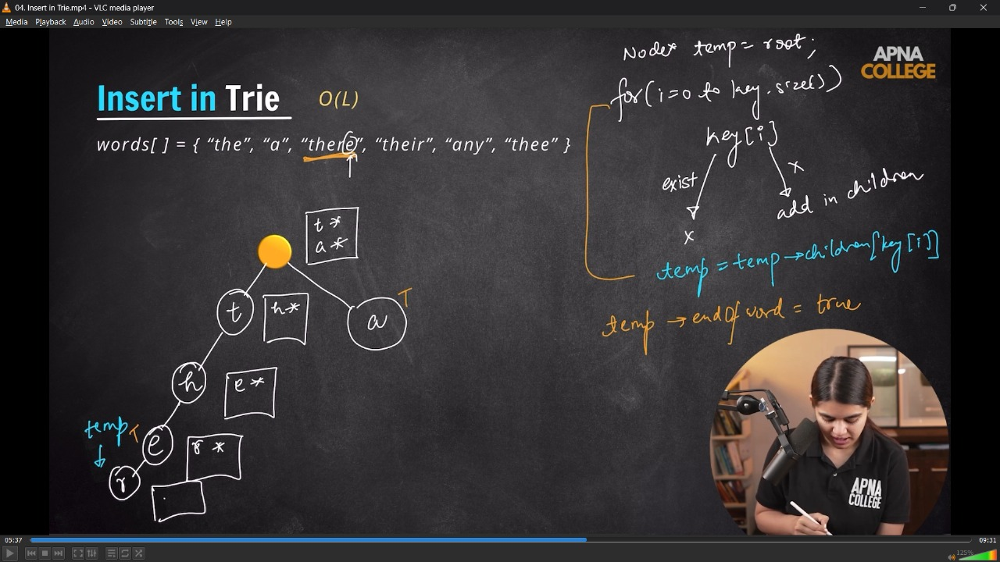 04. Insert in Trie.mp4 - VLC media player
Media Playback Audio Video Subtitle Tools View Help
Node* temp = root;
APNA
COLLEGE
for(i=0 to key.size())
Insert in Trie O(L)
key[i]
words[ ] = { “the”, “a”, “there”, “their”, “any”, “thee” }
exist x
add in children
x
t *
a *
temp = temp→children[key[i]]
T
t h*
a
temp → endOfWord = true
h e *
temp T
e r *
r
APNA
COLLEGE
05:37 09:31
125%